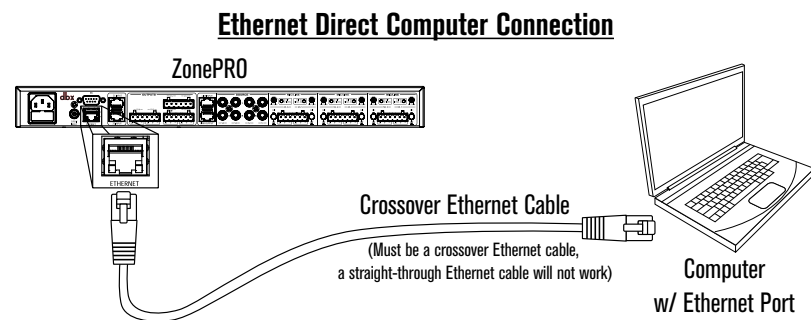 Ethernet Direct Computer Connection
ZonePRO
dbx
ETHERNET
Crossover Ethernet Cable
(Must be a crossover Ethernet cable,
a straight-through Ethernet cable will not work)
Computer
w/ Ethernet Port